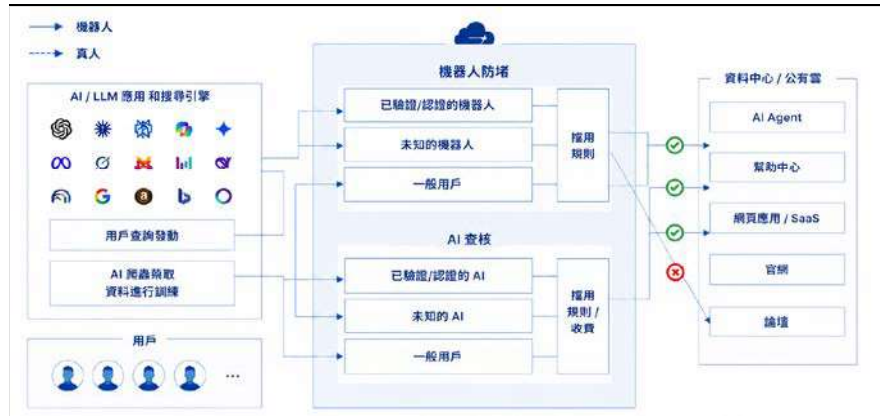 機器人
真人
AI / LLM 應用 和搜尋引擎
用戶查詢發動
AI 爬蟲領取
資料進行訓練
用戶
...
機器人防堵
已驗證/認證的機器人
未知的機器人
一般用戶
擋用
規則
AI 查核
已驗證/認證的 AI
未知的 AI
一般用戶
擋用
規則 /
收費
資料中心 / 公有雲
AI Agent
幫助中心
網頁應用 / SaaS
官網
論壇